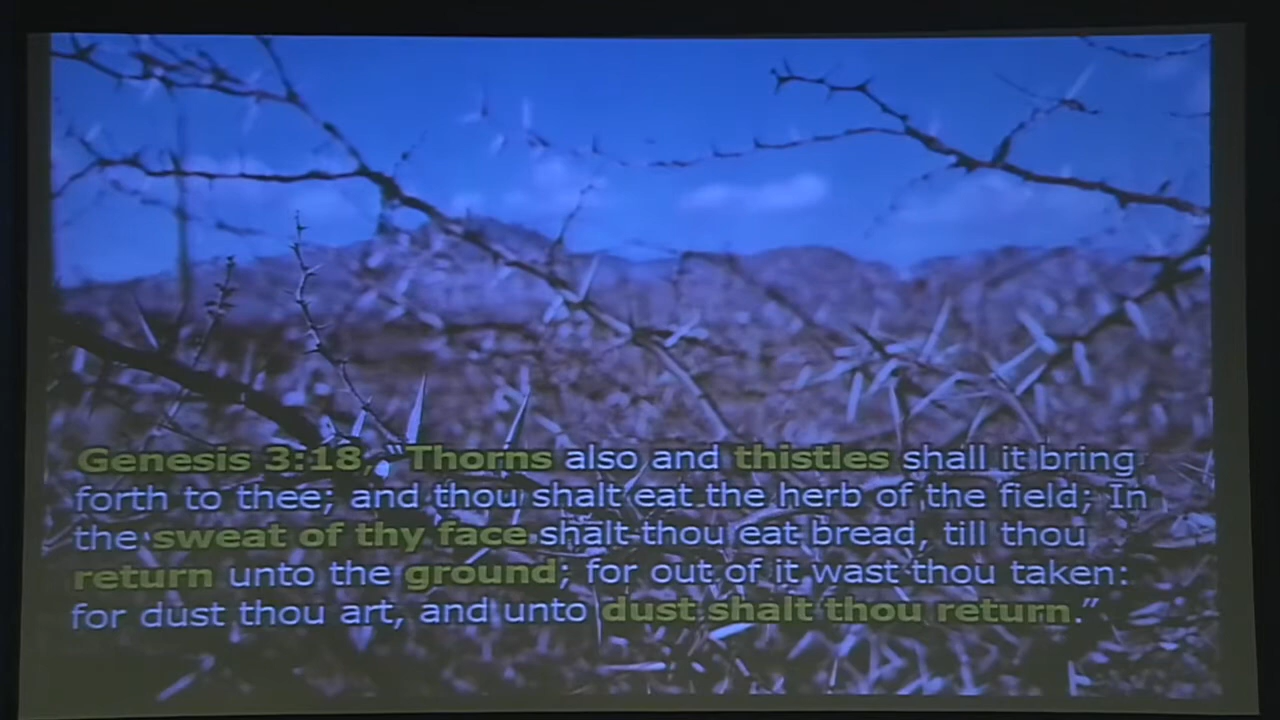 Genesis 3:18, “Thorns also and thistles shall it bring
forth to thee; and thou shalt eat the herb of the field; In
the sweat of thy face shalt thou eat bread, till thou
return unto the ground; for out of it wast thou taken:
for dust thou art, and unto dust shalt thou return.”